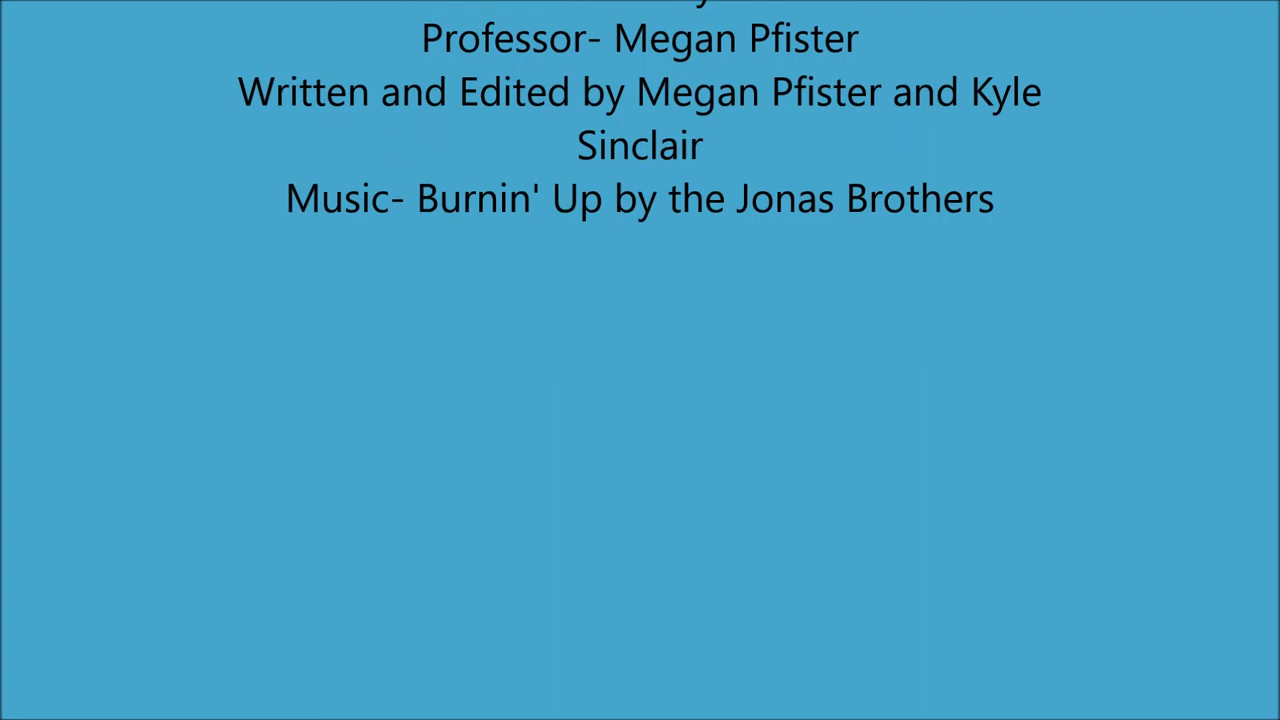 Professor- Megan Pfister
Written and Edited by Megan Pfister and Kyle
Sinclair
Music- Burnin' Up by the Jonas Brothers